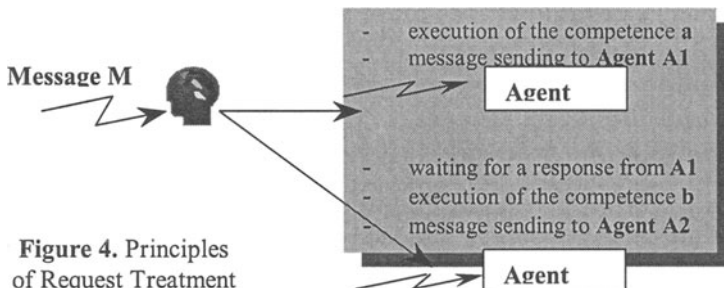 - execution of the competence a
- message sending to Agent A1
Message M
Agent
- waiting for a response from A1
- execution of the competence b
- message sending to Agent A2
Figure 4. Principles
of Request Treatment
Agent